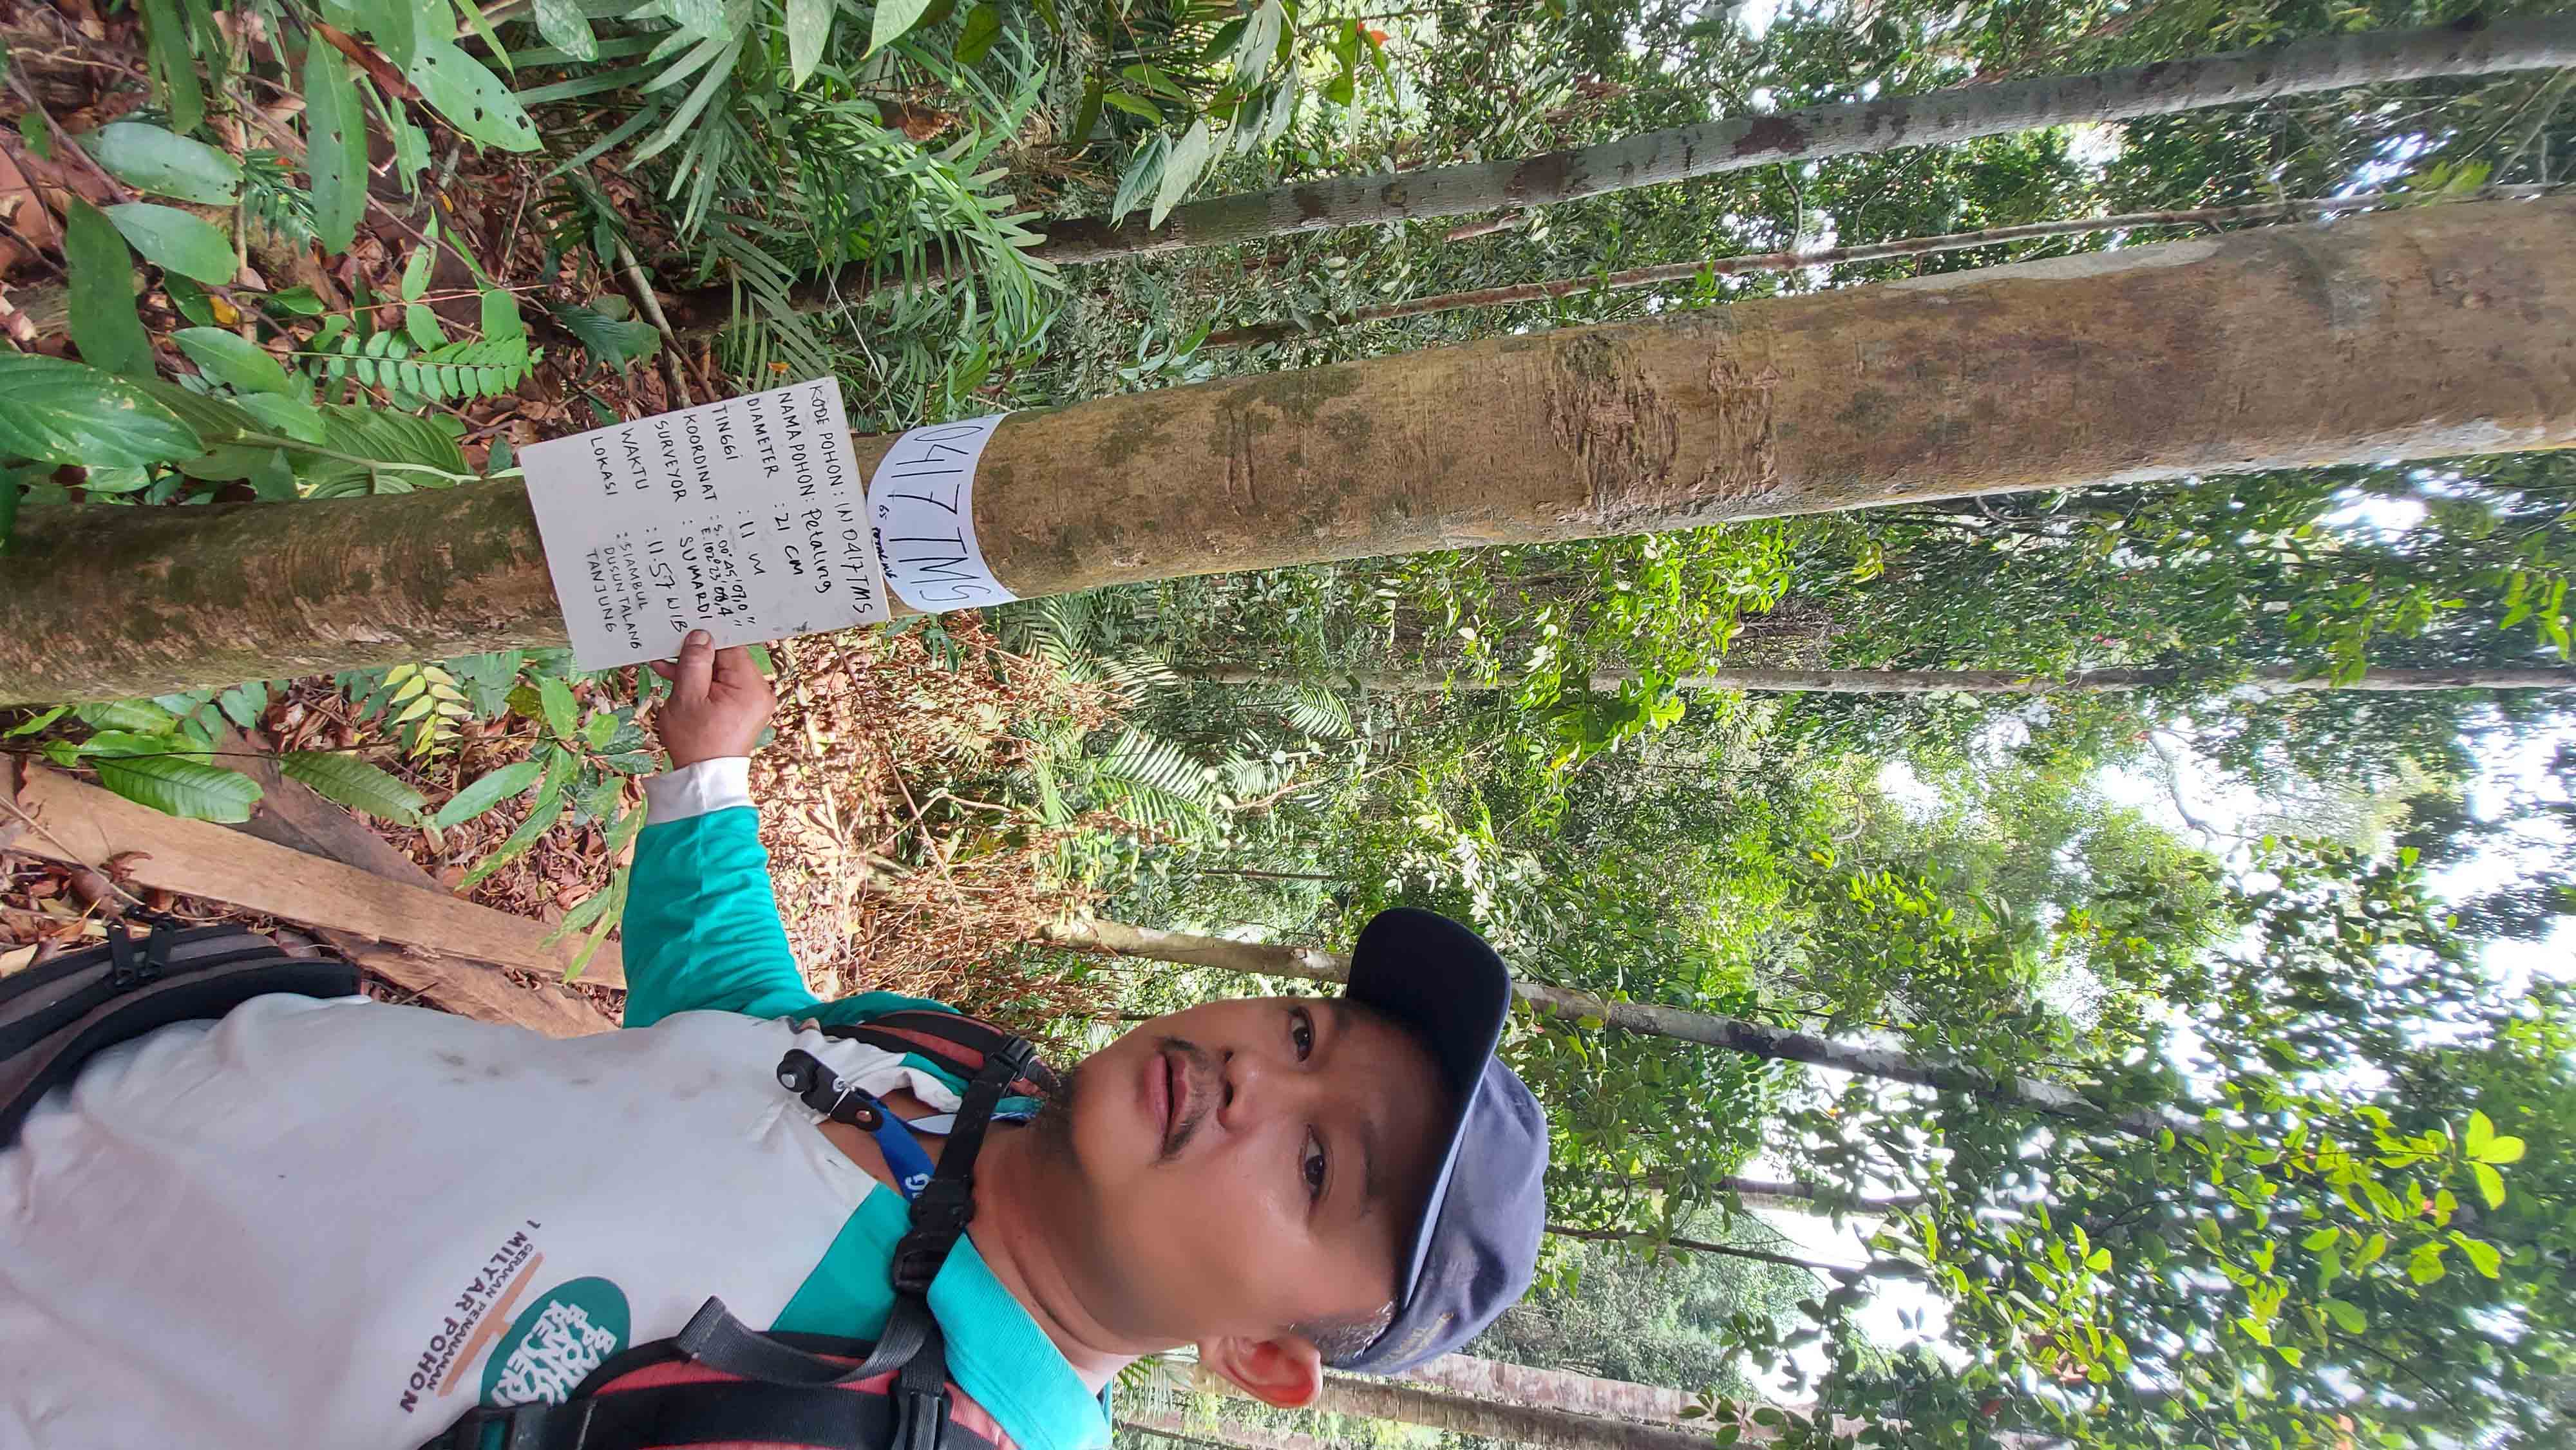 0417 TMS
65 PETALING
KODE POHON : IN 0417 TMS
NAMA POHON : Petaling
DIAMETER : 21 CM
TINGGI : 11 M
KOORDINAT : S. 00° 45' 07,0"
E. 102° 23' 08,4"
SURVEYOR : SUMARDI
WAKTU : 11.57 WIB
LOKASI : SIAMBUL
DUSUN TALANG
TANJUNG
GERAKAN PENANAMAN
1 MILYAR POHON